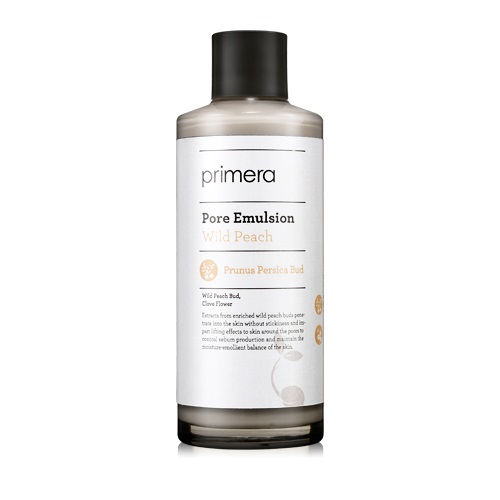 primera
Pore Emulsion
Wild Peach
Prunus Persica Bud
Wild Peach Bud,
Clove Flower
Extracts from enriched wild peach buds pene-
trate into the skin without stickiness and im-
part lifting effects to skin around the pores to
control sebum production and maintain the
moisture-emollient balance of the skin.